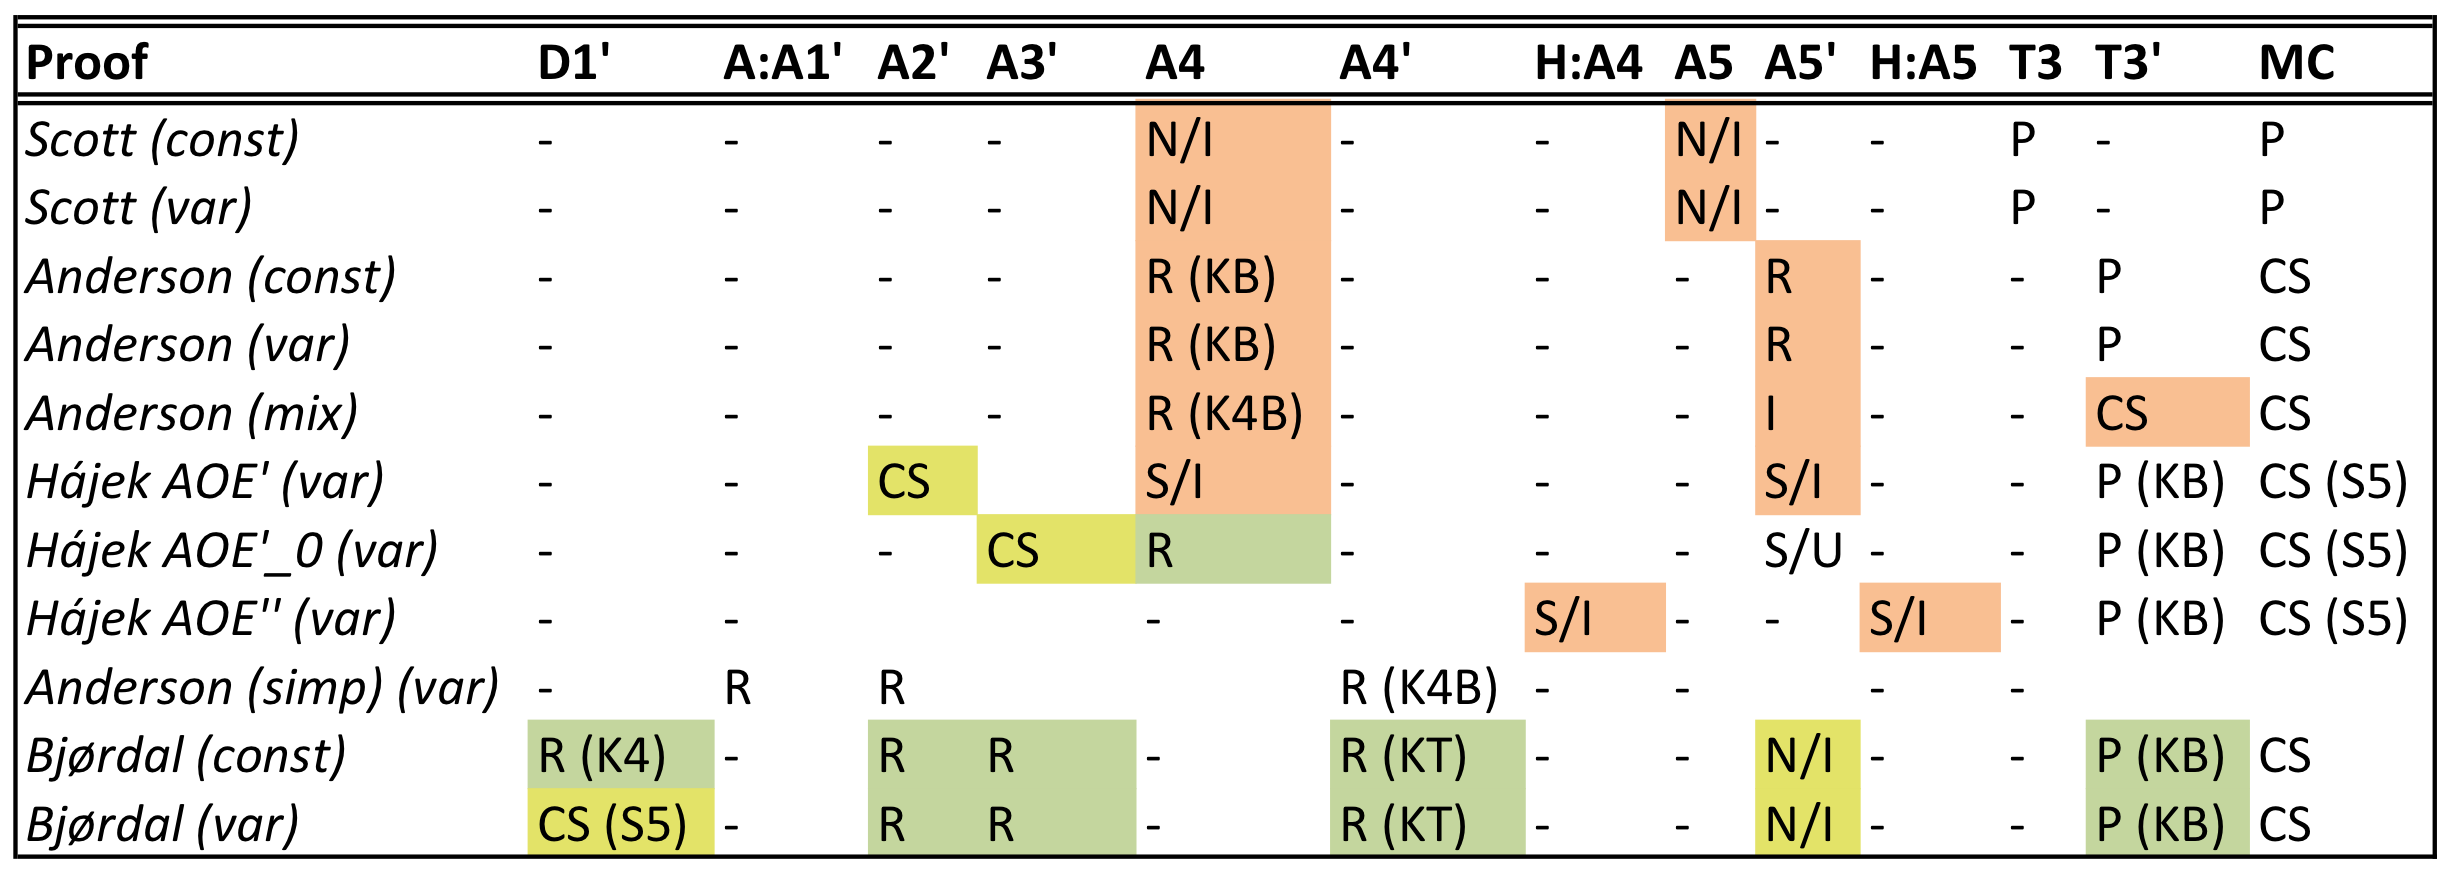 Proof D1' A:A1' A2' A3' A4 A4' H:A4 A5 A5' H:A5 T3 T3' MC
Scott (const) - - - - N/I - - N/I - - P - P
Scott (var) - - - - N/I - - N/I - - P - P
Anderson (const) - - - - R (KB) - - - R - - P CS
Anderson (var) - - - - R (KB) - - - R - - P CS
Anderson (mix) - - - - R (K4B) - - - I - - CS CS
Hájek AOE' (var) - - CS S/I - - - S/I - - P (KB) CS (S5)
Hájek AOE'_0 (var) - - - CS R - - - S/U - - P (KB) CS (S5)
Hájek AOE'' (var) - - - - S/I - - S/I - P (KB) CS (S5)
Anderson (simp) (var) - R R R (K4B) - - - -
Bjørdal (const) R (K4) - R R - R (KT) - - N/I - - P (KB) CS
Bjørdal (var) CS (S5) - R R - R (KT) - - N/I - - P (KB) CS